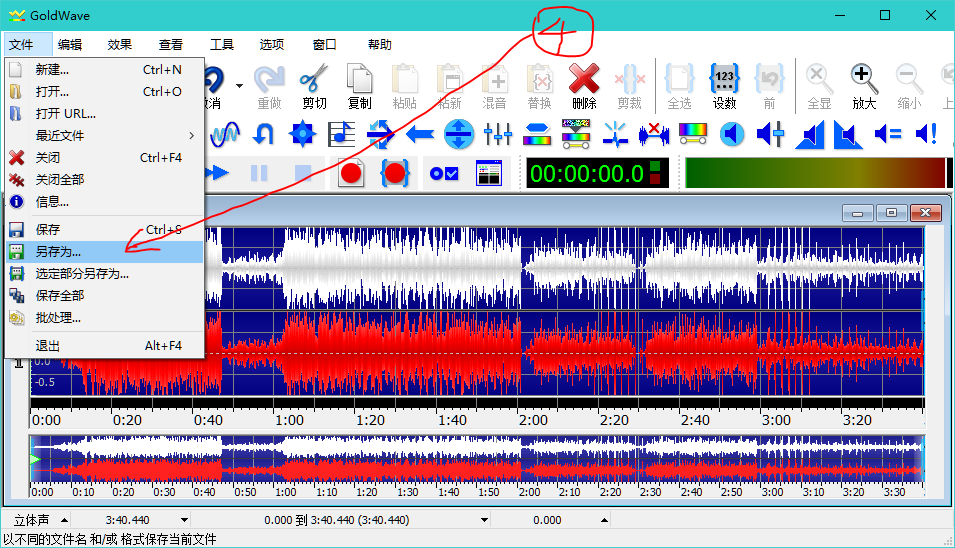 GoldWave
4
文件 编辑 效果 查看 工具 选项 窗口 帮助
新建... Ctrl+N
打开... Ctrl+O
打开 URL...
最近文件
关闭 Ctrl+F4
关闭全部
信息...
保存 Ctrl+S
另存为...
选定部分另存为...
保存全部
批处理...
退出 Alt+F4
重做 剪切 复制 粘贴 粘新 混音 替换 删除 剪裁 全选 设数 前 全显 放大 缩小 上
123
00:00:00.0
0.0
-0.5
0:00 0:20 0:40 1:00 1:20 1:40 2:00 2:20 2:40 3:00 3:20
0:00 0:10 0:20 0:30 0:40 0:50 1:00 1:10 1:20 1:30 1:40 1:50 2:00 2:10 2:20 2:30 2:40 2:50 3:00 3:10 3:20 3:30
立体声 3:40.440 0.000 到 3:40.440 (3:40.440) 0.000
以不同的文件名 和/或 格式保存当前文件